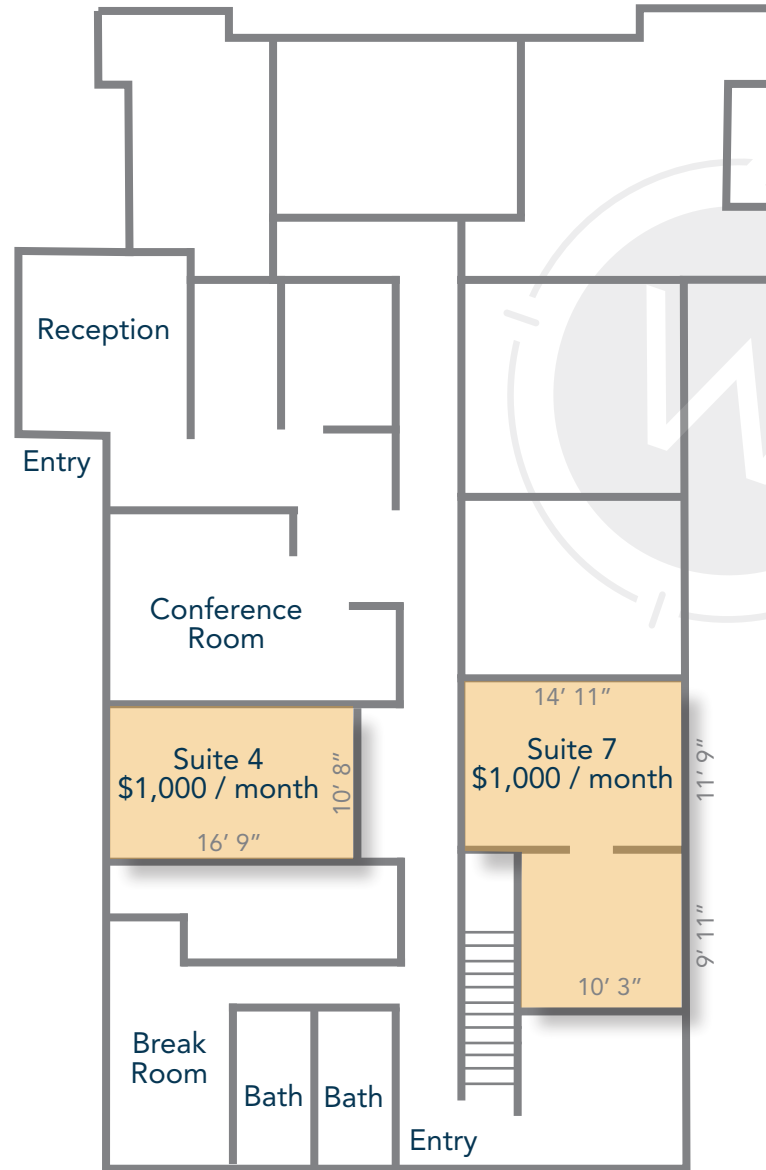 Reception
Entry
Conference
Room
14’ 11”
Suite 4
$1,000 / month
10’ 8”
16’ 9”
Suite 7
$1,000 / month
11’ 9”
9’ 11”
10’ 3”
Break
Room
Bath
Bath
Entry
W